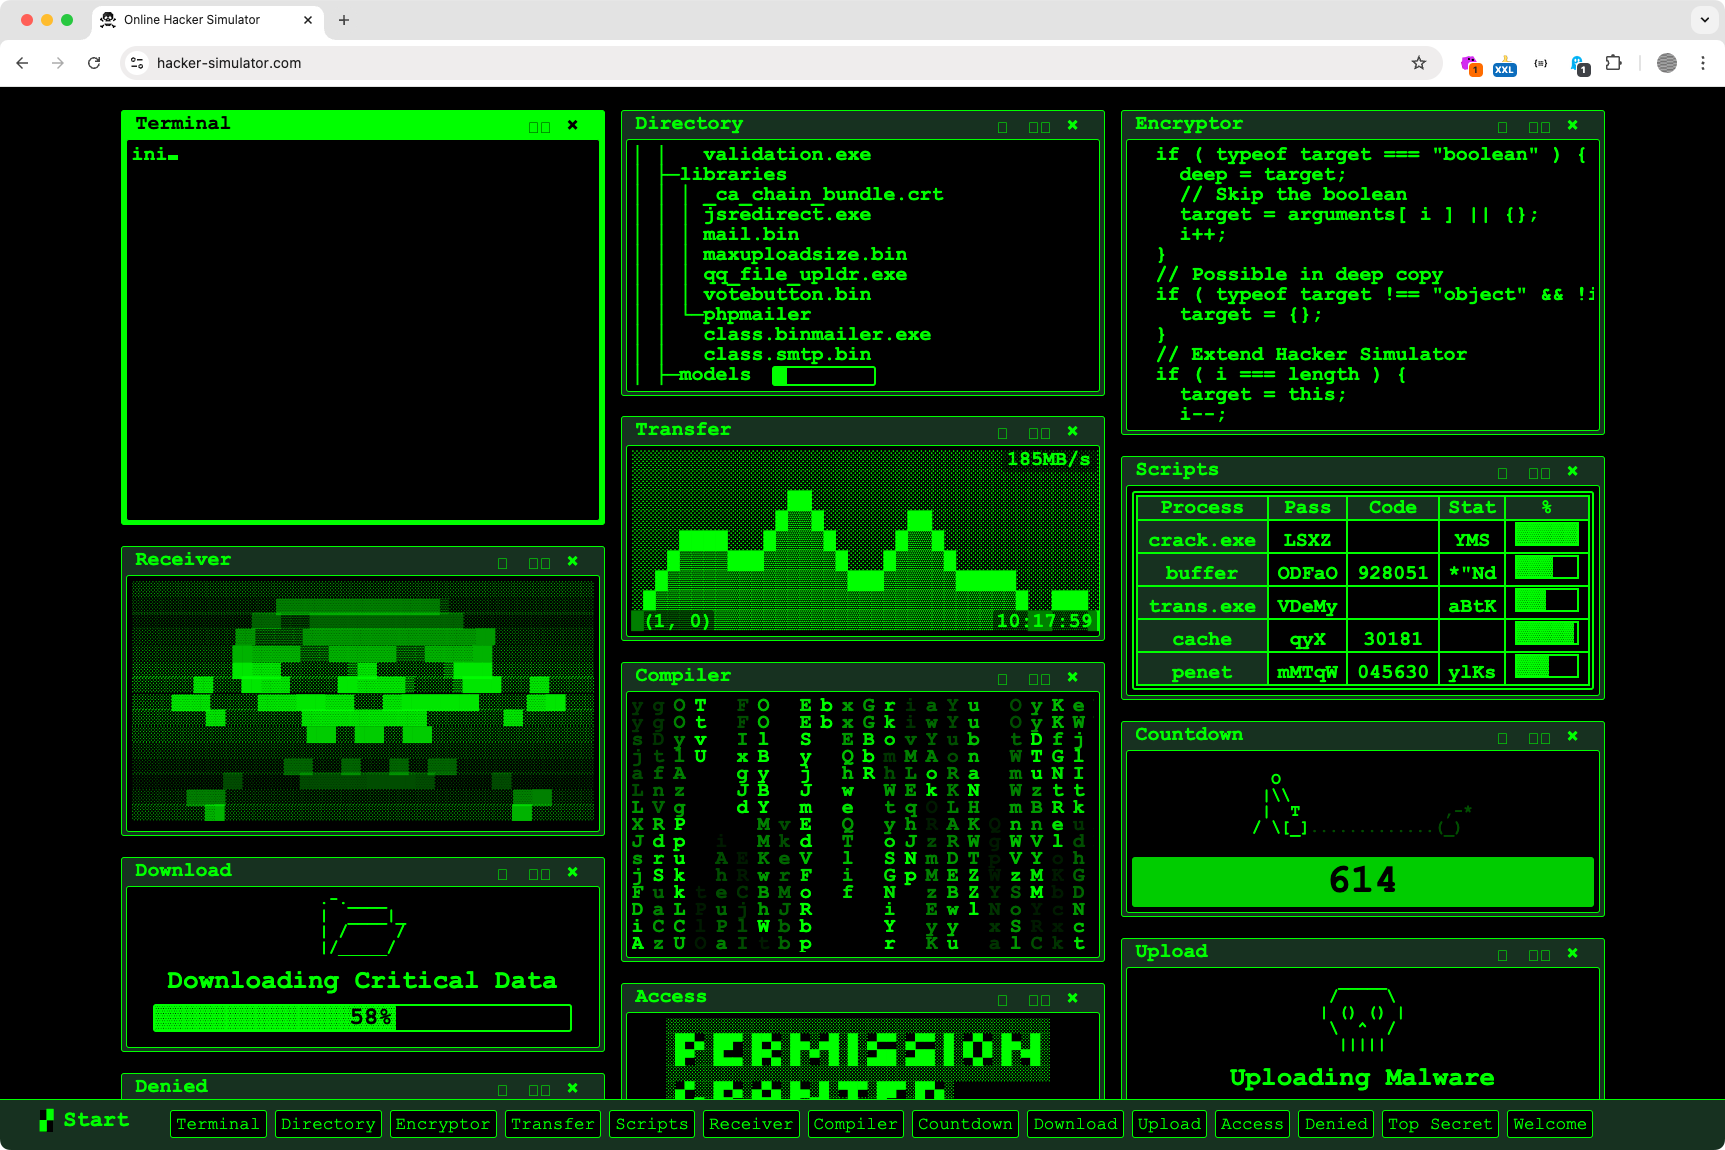 Online Hacker Simulator
hacker-simulator.com
1
XXL
1
Terminal
ini
Directory
validation.exe
libraries
_ca_chain_bundle.crt
jsredirect.exe
mail.bin
maxuploadsize.bin
qq_file_upldr.exe
votebutton.bin
phpmailer
class.binmailer.exe
class.smtp.bin
models
Encryptor
if ( typeof target === "boolean" ) {
deep = target;
// Skip the boolean
target = arguments[ i ] || {};
i++;
}
// Possible in deep copy
if ( typeof target !== "object" && !i
target = {};
}
// Extend Hacker Simulator
if ( i === length ) {
target = this;
i--;
Transfer
185MB/s
(1, 0)
10:17:59
Scripts
Process Pass Code Stat %
crack.exe LSXZ YMS
buffer ODFaO 928051 *"Nd
trans.exe VDeMy aBtK
cache qyX 30181
penet mMTqW 045630 ylKs
Receiver
Compiler
Countdown
614
Download
Downloading Critical Data
58%
Access
PERMISSION
GRANTED
Upload
Uploading Malware
Denied
Start
Terminal
Directory
Encryptor
Transfer
Scripts
Receiver
Compiler
Countdown
Download
Upload
Access
Denied
Top Secret
Welcome